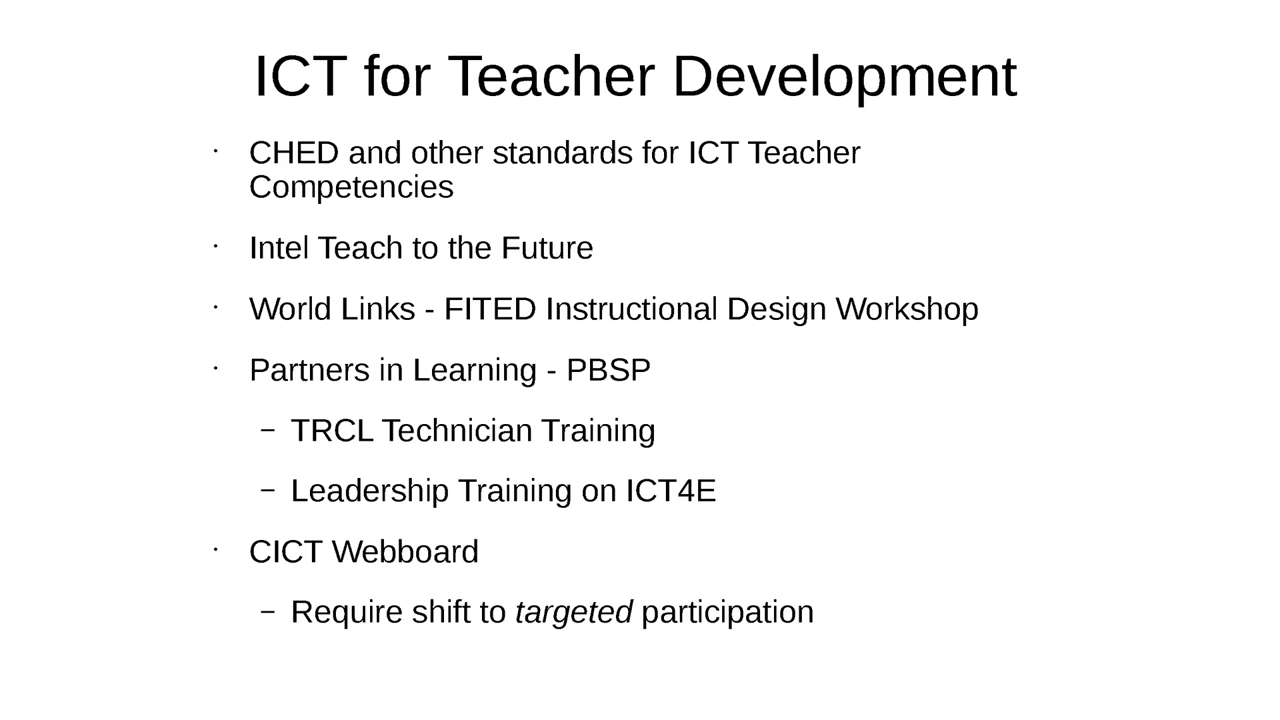 ICT for Teacher Development
· CHED and other standards for ICT Teacher
Competencies
· Intel Teach to the Future
· World Links - FITED Instructional Design Workshop
· Partners in Learning - PBSP
– TRCL Technician Training
– Leadership Training on ICT4E
· CICT Webboard
– Require shift to targeted participation